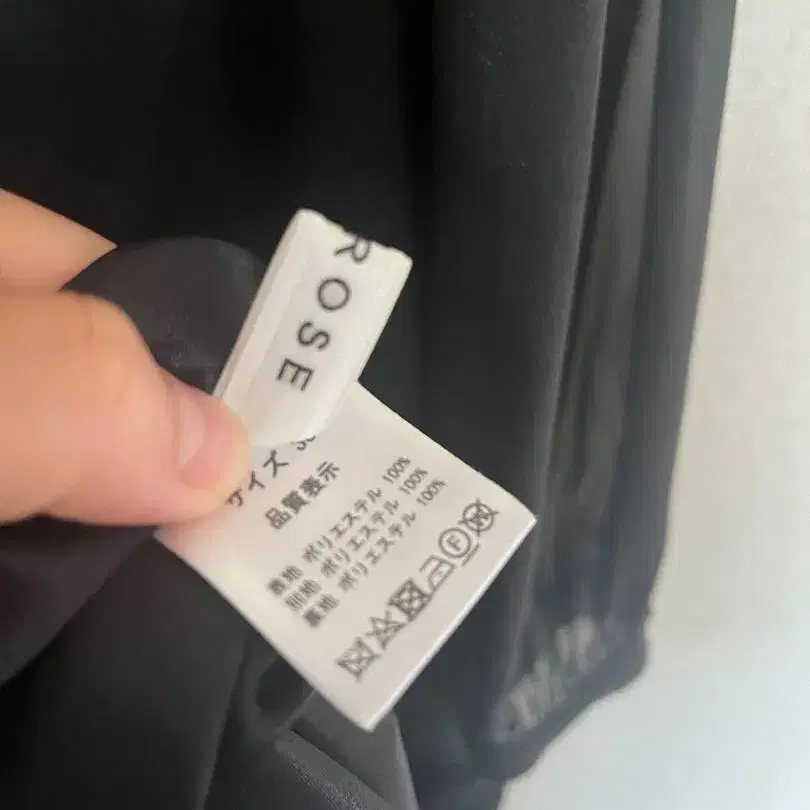 ROSE
サイズ
品質表示
表地 ポリエステル 100%
別地 ポリエステル 100%
裏地 ポリエステル 100%
F
W